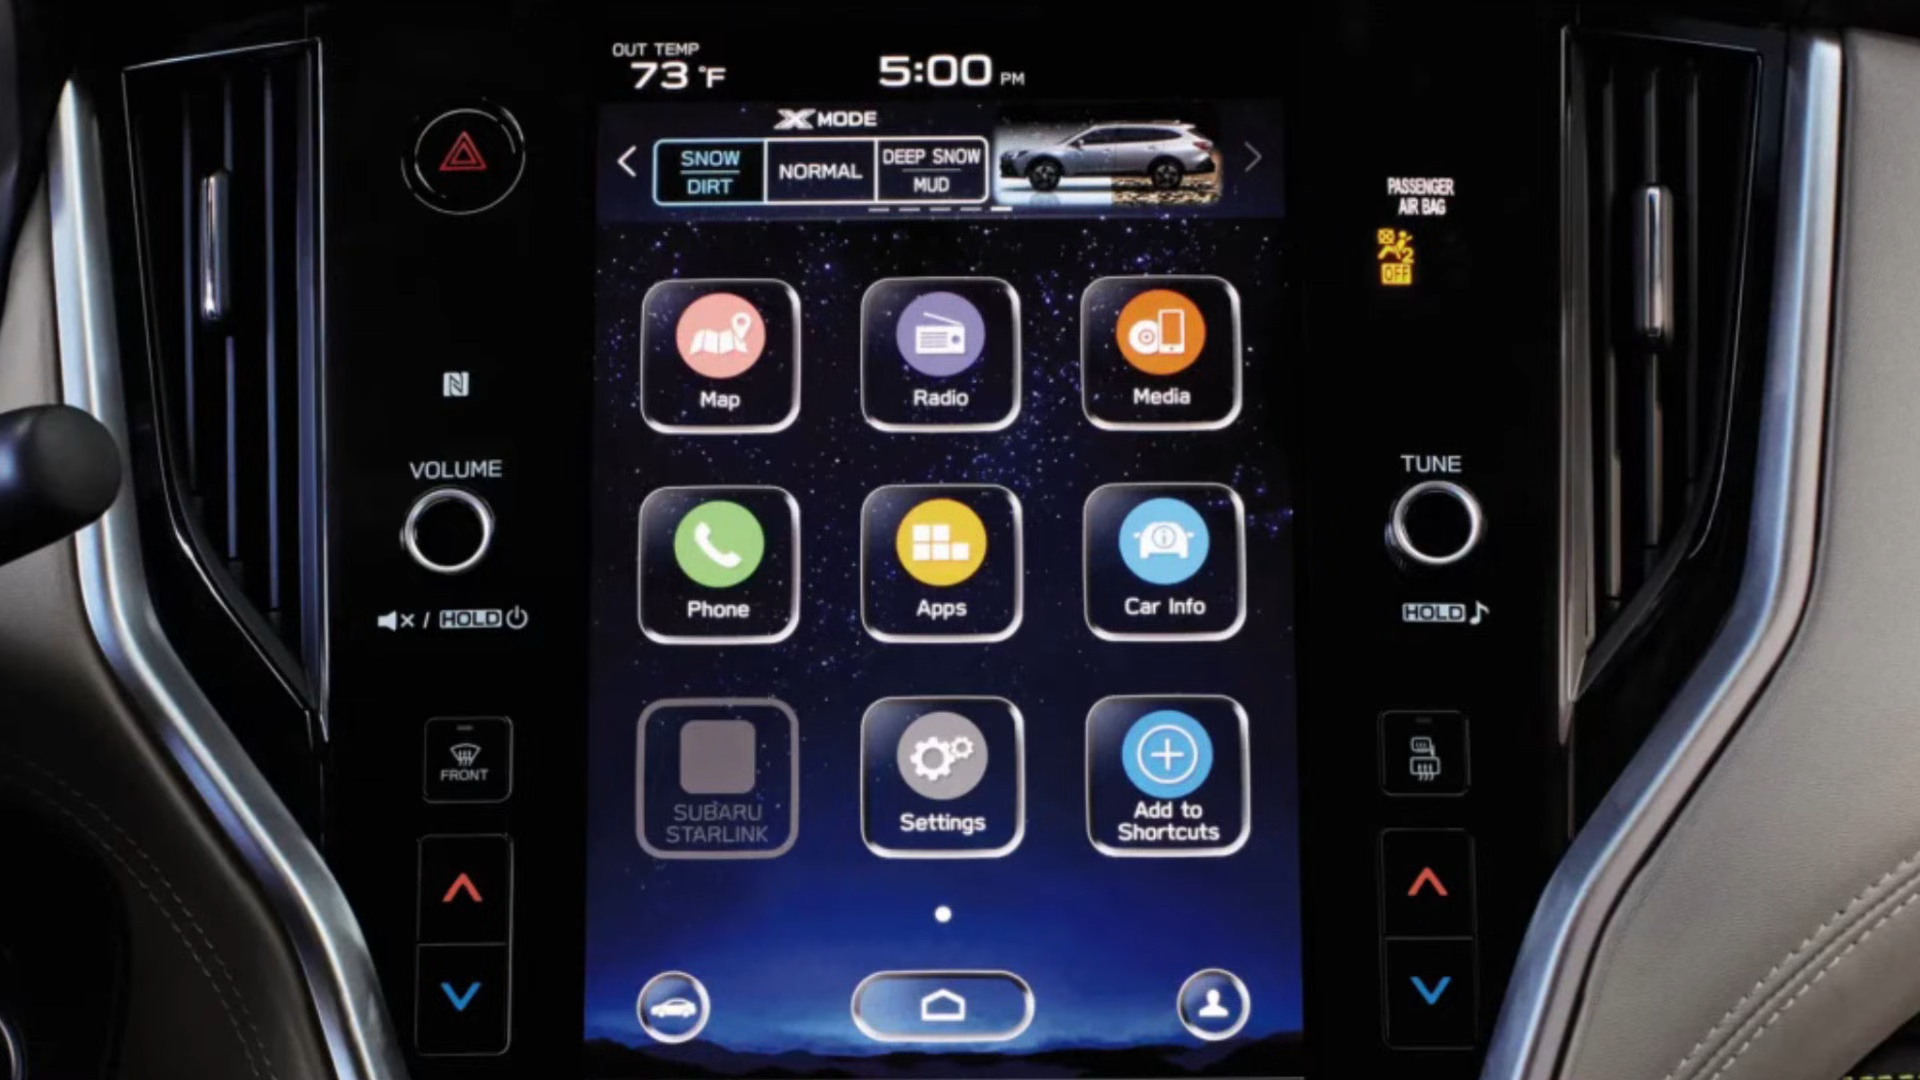 OUT TEMP
73°F
5:00 PM
X MODE
SNOW
DIRT
NORMAL
DEEP SNOW
MUD
PASSENGER
AIR BAG
2
OFF
Map
Radio
Media
VOLUME
TUNE
HOLD
HOLD
Phone
Apps
Car Info
FRONT
SUBARU
STARLINK
Settings
Add to
Shortcuts